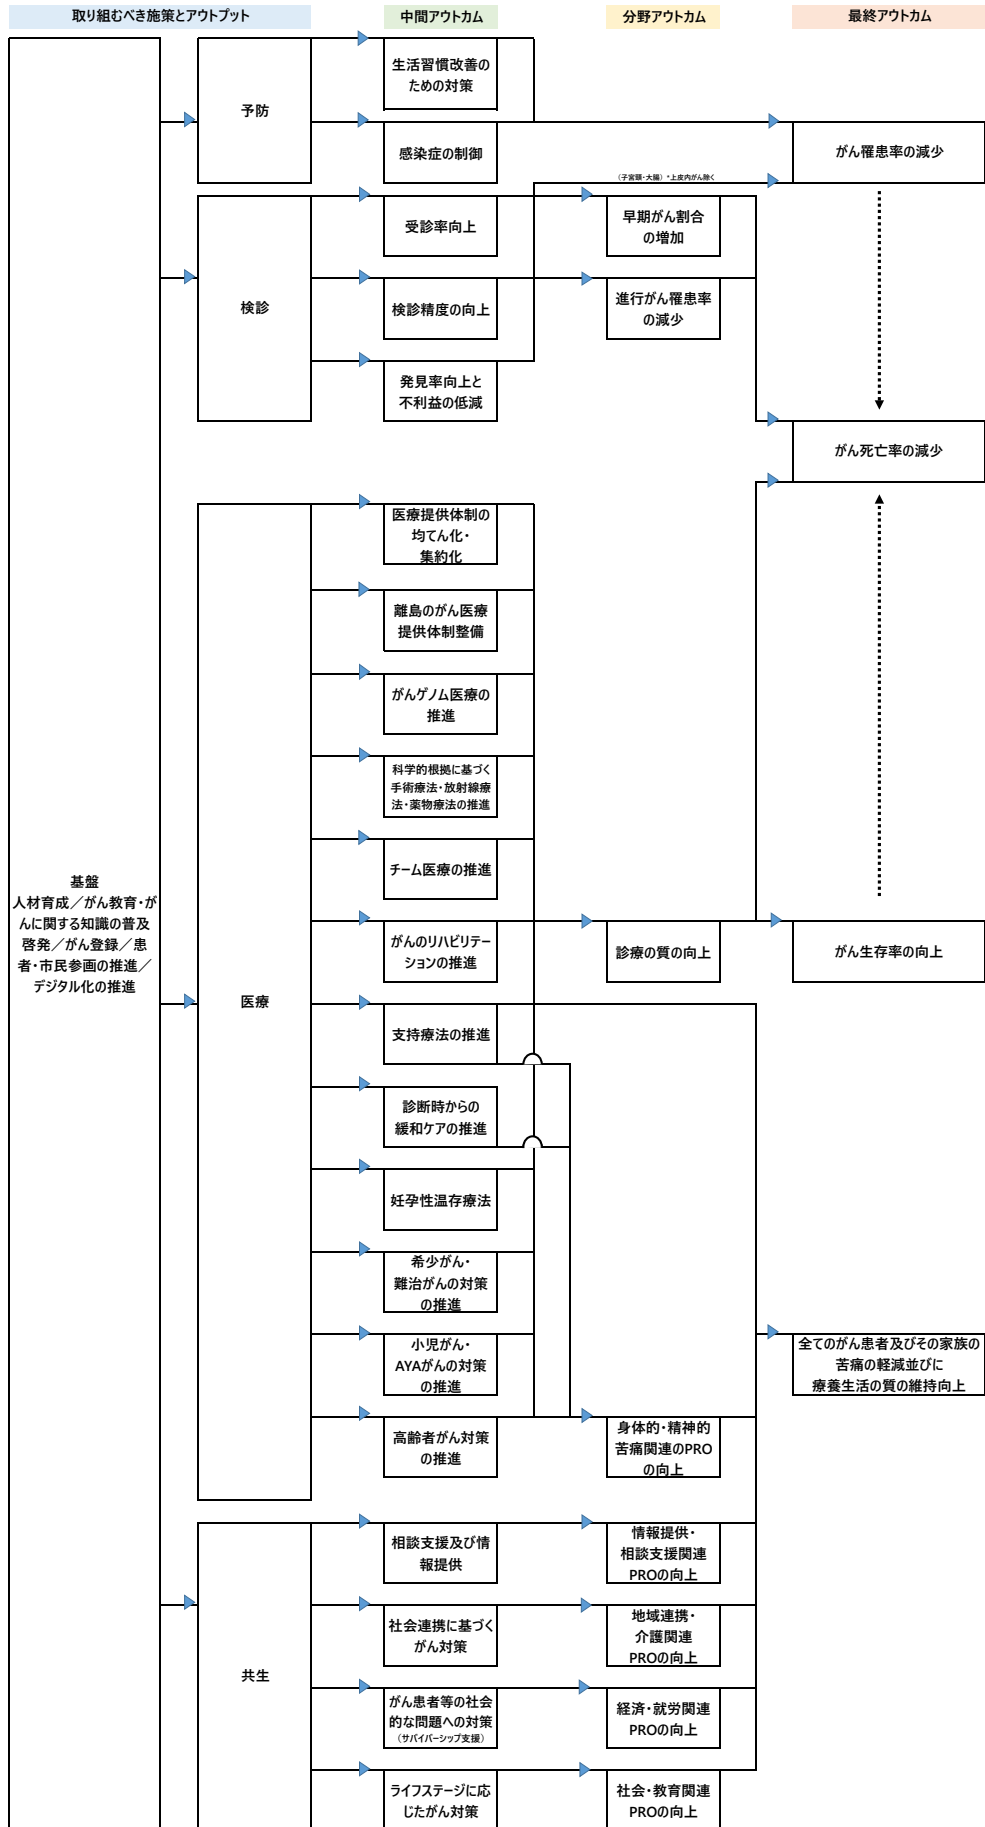 取り組むべき施策とアウトプット
中間アウトカム
分野アウトカム
最終アウトカム
基盤
人材育成／がん教育・が
んに関する知識の普及
啓発／がん登録／患
者・市民参画の推進／
デジタル化の推進
予防
生活習慣改善の
ための対策
感染症の制御
がん罹患率の減少
（子宮頸・大腸）*上皮内がん除く
検診
受診率向上
早期がん割合
の増加
検診精度の向上
進行がん罹患率
の減少
発見率向上と
不利益の低減
がん死亡率の減少
医療
医療提供体制の
均てん化・
集約化
離島のがん医療
提供体制整備
がんゲノム医療の
推進
科学的根拠に基づく
手術療法・放射線療
法・薬物療法の推進
チーム医療の推進
がんのリハビリテー
ションの推進
診療の質の向上
がん生存率の向上
支持療法の推進
診断時からの
緩和ケアの推進
妊孕性温存療法
希少がん・
難治がんの対策
の推進
小児がん・
AYAがんの対策
の推進
全てのがん患者及びその家族の
苦痛の軽減並びに
療養生活の質の維持向上
高齢者がん対策
の推進
身体的・精神的
苦痛関連のPRO
の向上
共生
相談支援及び情
報提供
情報提供・
相談支援関連
PROの向上
社会連携に基づく
がん対策
地域連携・
介護関連
PROの向上
がん患者等の社会
的な問題への対策
（サバイバーシップ支援）
経済・就労関連
PROの向上
ライフステージに応
じたがん対策
社会・教育関連
PROの向上